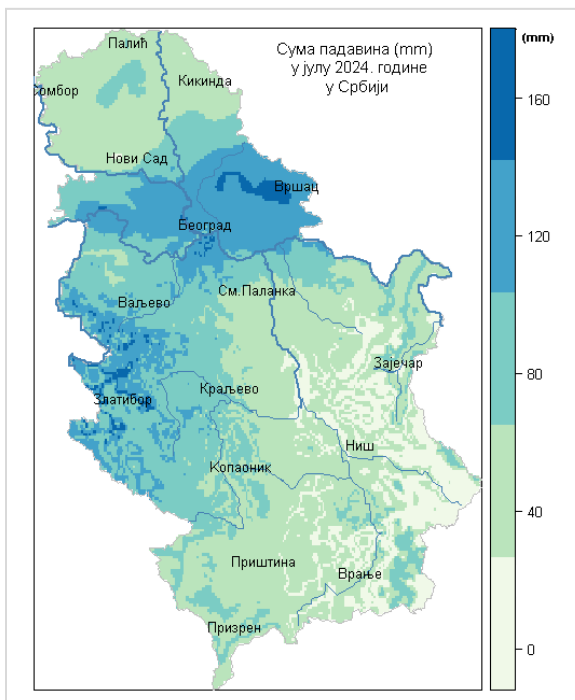 Сума падавина (mm)
у јулу 2024. године
у Србији
(mm)
160
120
80
40
0
Палић
Кикинда
Сомбор
Нови Сад
Вршац
Београд
См.Паланка
Ваљево
Зајечар
Краљево
Златибор
Ниш
Копаоник
Приштина
Врање
Призрен